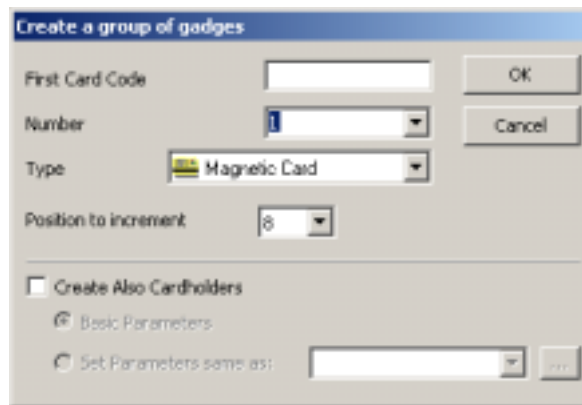 Create a group of gadges
First Card Code
OK
Number
1
Cancel
Type
Magnetic Card
Position to increment
8
Create Also Cardholders
Basic Parameters
Set Parameters same as:
...